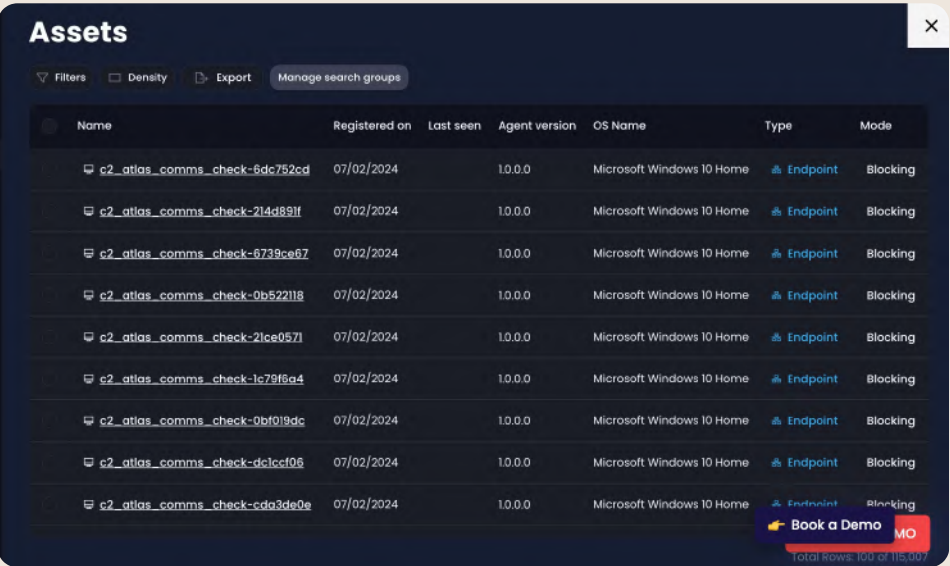 Assets
×
Filters Density Export Manage search groups
Name Registered on Last seen Agent version OS Name Type Mode
c2_atlas_comms_check-6dc752cd 07/02/2024 1.0.0.0 Microsoft Windows 10 Home Endpoint Blocking
c2_atlas_comms_check-214d891f 07/02/2024 1.0.0.0 Microsoft Windows 10 Home Endpoint Blocking
c2_atlas_comms_check-6739ce67 07/02/2024 1.0.0.0 Microsoft Windows 10 Home Endpoint Blocking
c2_atlas_comms_check-0b522118 07/02/2024 1.0.0.0 Microsoft Windows 10 Home Endpoint Blocking
c2_atlas_comms_check-21ce0571 07/02/2024 1.0.0.0 Microsoft Windows 10 Home Endpoint Blocking
c2_atlas_comms_check-1c79f6a4 07/02/2024 1.0.0.0 Microsoft Windows 10 Home Endpoint Blocking
c2_atlas_comms_check-0bf019dc 07/02/2024 1.0.0.0 Microsoft Windows 10 Home Endpoint Blocking
c2_atlas_comms_check-dc1ccf06 07/02/2024 1.0.0.0 Microsoft Windows 10 Home Endpoint Blocking
c2_atlas_comms_check-cda3de0e 07/02/2024 1.0.0.0 Microsoft Windows 10 Home Endpoint Blocking
Book a Demo
MO
Total Rows: 100 of 115,007